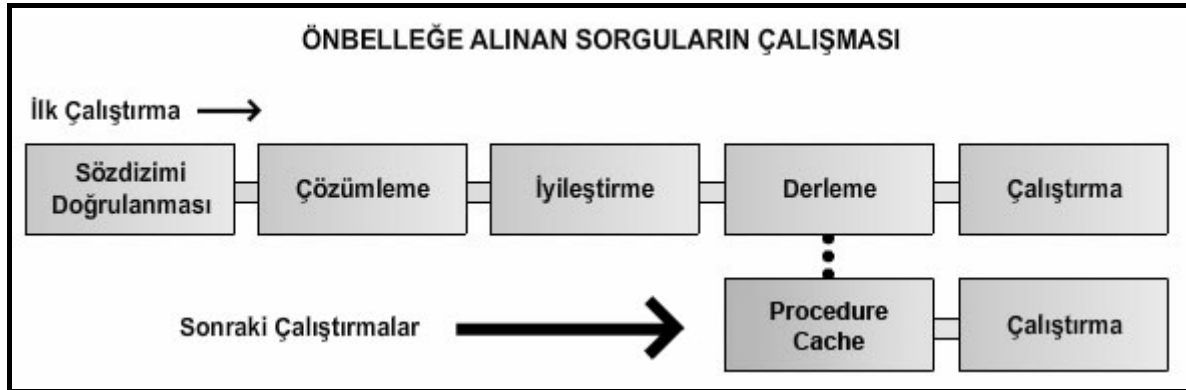 ÖNBELLEĞE ALINAN SORGULARIN ÇALIŞMASI
İlk Çalıştırma
Sözdizimi
Doğrulanması
Çözümleme
İyileştirme
Derleme
Çalıştırma
Sonraki Çalıştırmalar
Procedure
Cache
Çalıştırma